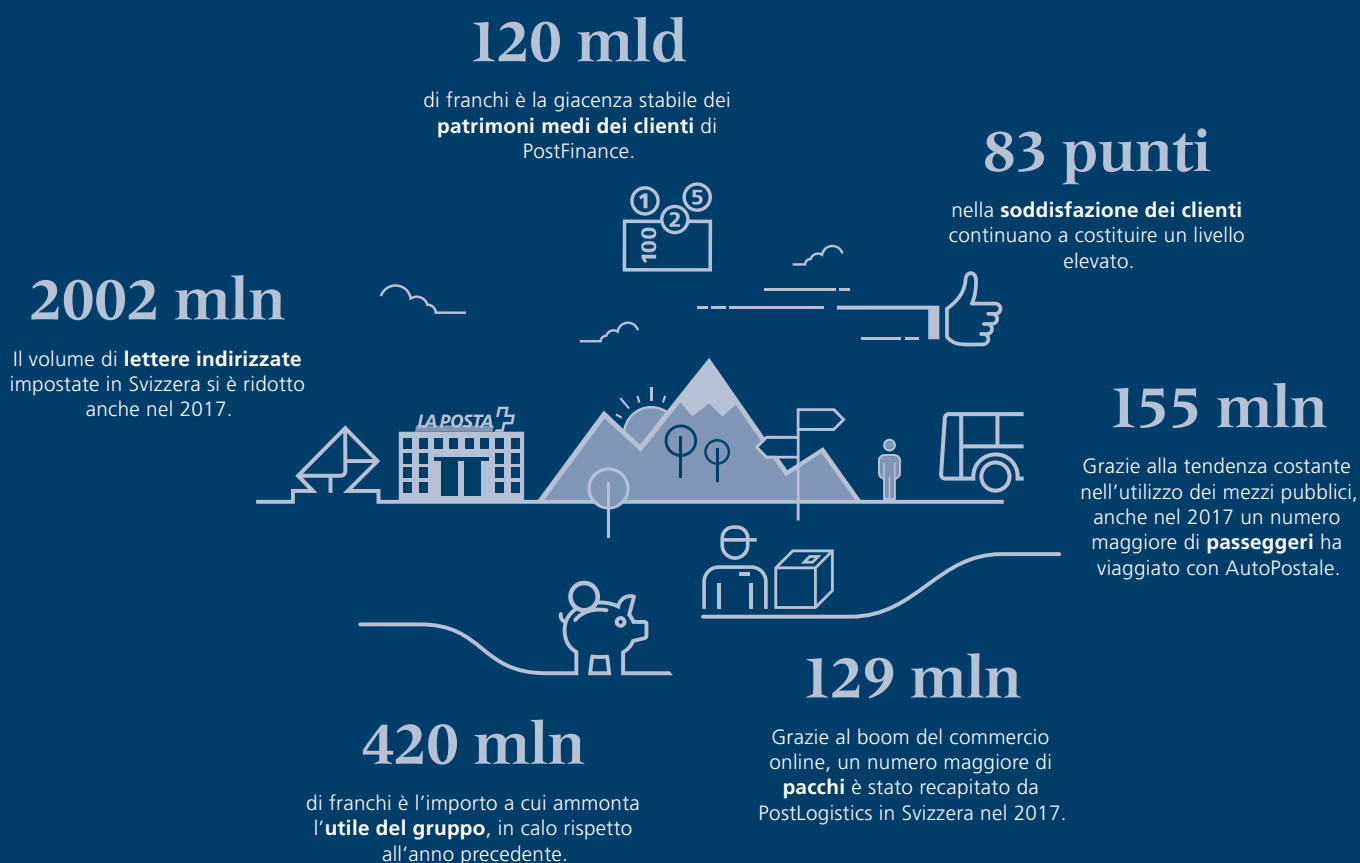 120 mld
di franchi è la giacenza stabile dei
patrimoni medi dei clienti di
PostFinance.
83 punti
nella soddisfazione dei clienti
continuano a costituire un livello
elevato.
1
2
5
100
2002 mln
Il volume di lettere indirizzate
impostate in Svizzera si è ridotto
anche nel 2017.
LA POSTA
155 mln
Grazie alla tendenza costante
nell’utilizzo dei mezzi pubblici,
anche nel 2017 un numero
maggiore di passeggeri ha
viaggiato con AutoPostale.
129 mln
Grazie al boom del commercio
online, un numero maggiore di
pacchi è stato recapitato da
PostLogistics in Svizzera nel 2017.
420 mln
di franchi è l’importo a cui ammonta
l’utile del gruppo, in calo rispetto
all’anno precedente.